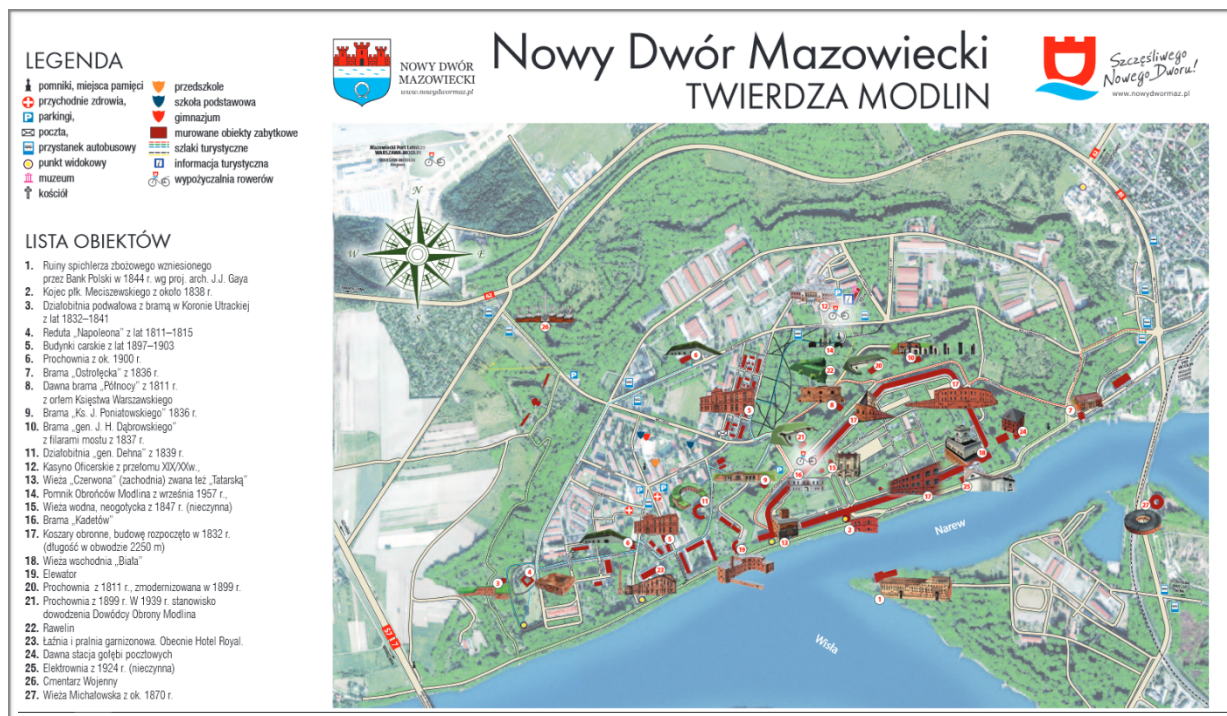 LEGENDA
pomniki, miejsca pamięci
przychodnie zdrowia,
parkingi,
poczta,
przystanek autobusowy
punkt widokowy
muzeum
kościół
przedszkole
szkoła podstawowa
gimnazjum
murowane obiekty zabytkowe
szlaki turystyczne
informacja turystyczna
wypożyczalnia rowerów
NOWY DWÓR
MAZOWIECKI
www.nowydwormaz.pl
Nowy Dwór Mazowiecki
TWIERDZA MODLIN
Szczęśliwego
Nowego Dworu!
www.nowydwormaz.pl
LISTA OBIEKTÓW
1. Ruiny spichlerza zbożowego wzniesionego
przez Bank Polski w 1844 r. wg proj. arch. J.J. Gaya
2. Kojec płk. Meciszewskiego z około 1838 r.
3. Działobitnia podwałowa z bramą w Koronie Utrackiej
z lat 1832–1841
4. Reduta „Napoleona” z lat 1811–1815
5. Budynki carskie z lat 1897–1903
6. Prochownia z ok. 1900 r.
7. Brama „Ostrołęcka” z 1836 r.
8. Dawna brama „Północy” z 1811 r.
z orłem Księstwa Warszawskiego
9. Brama „Ks. J. Poniatowskiego” 1836 r.
10. Brama „gen. J. H. Dąbrowskiego”
z filarami mostu z 1837 r.
11. Działobitnia „gen. Dehna” z 1839 r.
12. Kasyno Oficerskie z przełomu XIX/XXw.,
13. Wieża „Czerwona” (zachodnia) zwana też „Tatarską”
14. Pomnik Obrońców Modlina z września 1957 r.,
15. Wieża wodna, neogotycka z 1847 r. (nieczynna)
16. Brama „Kadetów”
17. Koszary obronne, budowę rozpoczęto w 1832 r.
(długość w obwodzie 2250 m)
18. Wieża wschodnia „Biała”
19. Elewator
20. Prochownia z 1811 r., zmodernizowana w 1899 r.
21. Prochownia z 1899 r. W 1939 r. stanowisko
dowodzenia Dowódcy Obrony Modlina
22. Rawelin
23. Łaźnia i pralnia garnizonowa. Obecnie Hotel Royal.
24. Dawna stacja gołębi pocztowych
25. Elektrownia z 1924 r. (nieczynna)
26. Cmentarz Wojenny
27. Wieża Michałowska z ok. 1870 r.
Mazowiecki Port Lotniczy
WARSZAWA-MODLIN
N
W
E
S
62
S7 7
Narew
Wisła